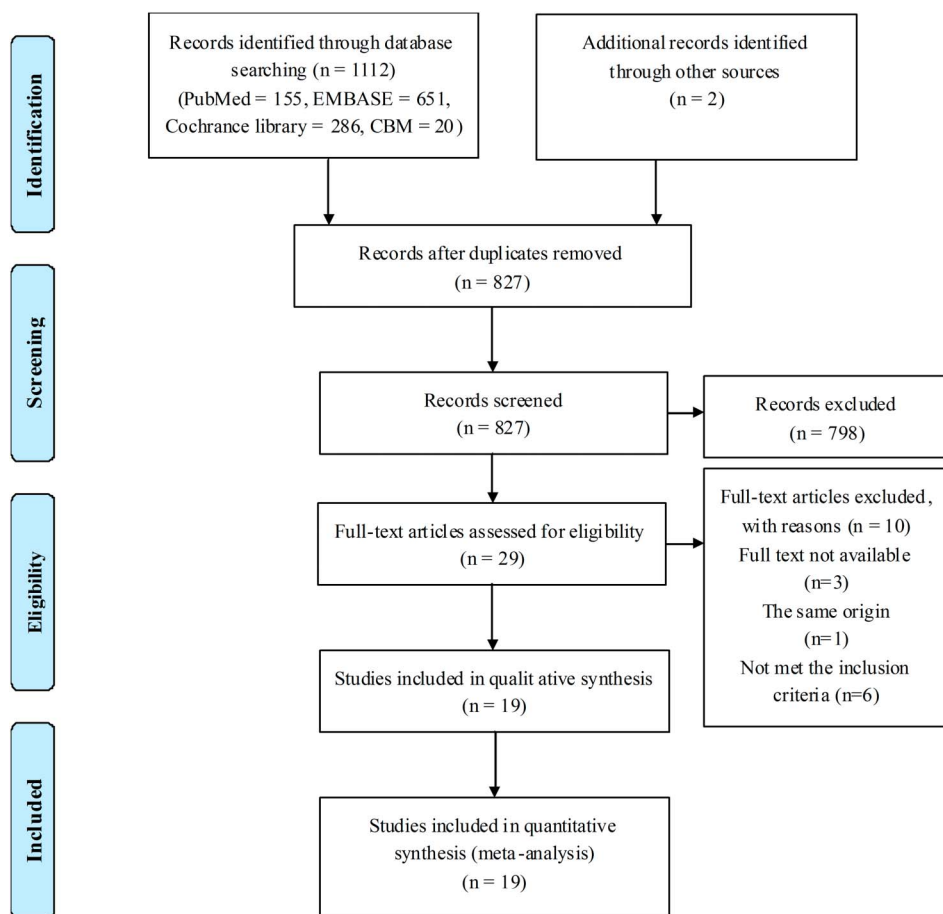 Identification
Records identified through database
searching (n = 1112)
(PubMed = 155, EMBASE = 651,
Cochrance library = 286, CBM = 20 )
Additional records identified
through other sources
(n = 2)
Records after duplicates removed
(n = 827)
Screening
Records screened
(n = 827)
Records excluded
(n = 798)
Eligibility
Full-text articles assessed for eligibility
(n = 29)
Full-text articles excluded,
with reasons (n = 10)
Full text not available
(n=3)
The same origin
(n=1)
Not met the inclusion
criteria (n=6)
Studies included in qualit ative synthesis
(n = 19)
Included
Studies included in quantitative
synthesis (meta-analysis)
(n = 19)